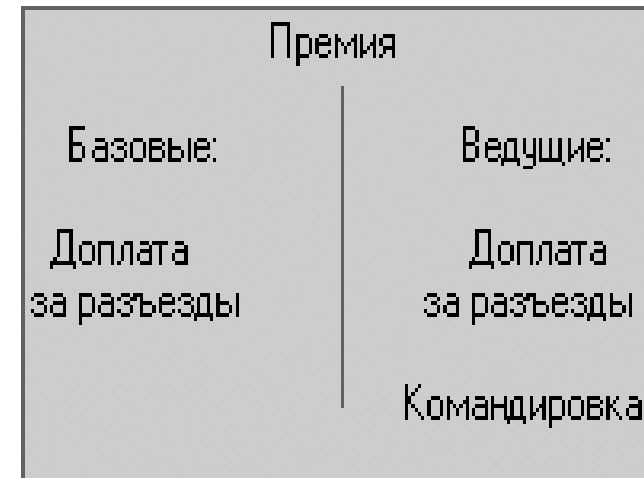 Премия
Базовые:
Доплата
за разъезды
Ведущие:
Доплата
за разъезды
Командировка